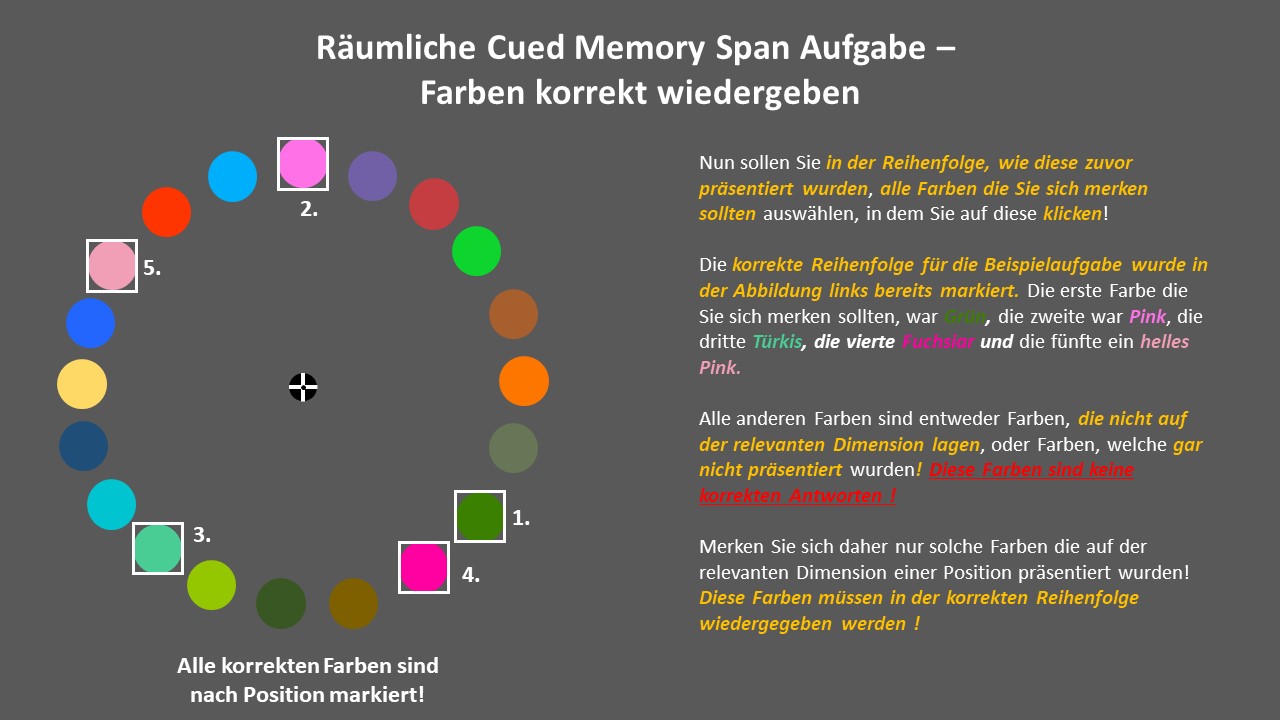 Räumliche Cued Memory Span Aufgabe –
Farben korrekt wiedergeben
2.
5.
3.
1.
4.
Alle korrekten Farben sind
nach Position markiert!
Nun sollen Sie in der Reihenfolge, wie diese zuvor
präsentiert wurden, alle Farben die Sie sich merken
sollten auswählen, in dem Sie auf diese klicken!
Die korrekte Reihenfolge für die Beispielaufgabe wurde in
der Abbildung links bereits markiert. Die erste Farbe die
Sie sich merken sollten, war Grün, die zweite war Pink, die
dritte Türkis, die vierte Fuchsiar und die fünfte ein helles
Pink.
Alle anderen Farben sind entweder Farben, die nicht auf
der relevanten Dimension lagen, oder Farben, welche gar
nicht präsentiert wurden! Diese Farben sind keine
korrekten Antworten !
Merken Sie sich daher nur solche Farben die auf der
relevanten Dimension einer Position präsentiert wurden!
Diese Farben müssen in der korrekten Reihenfolge
wiedergegeben werden !